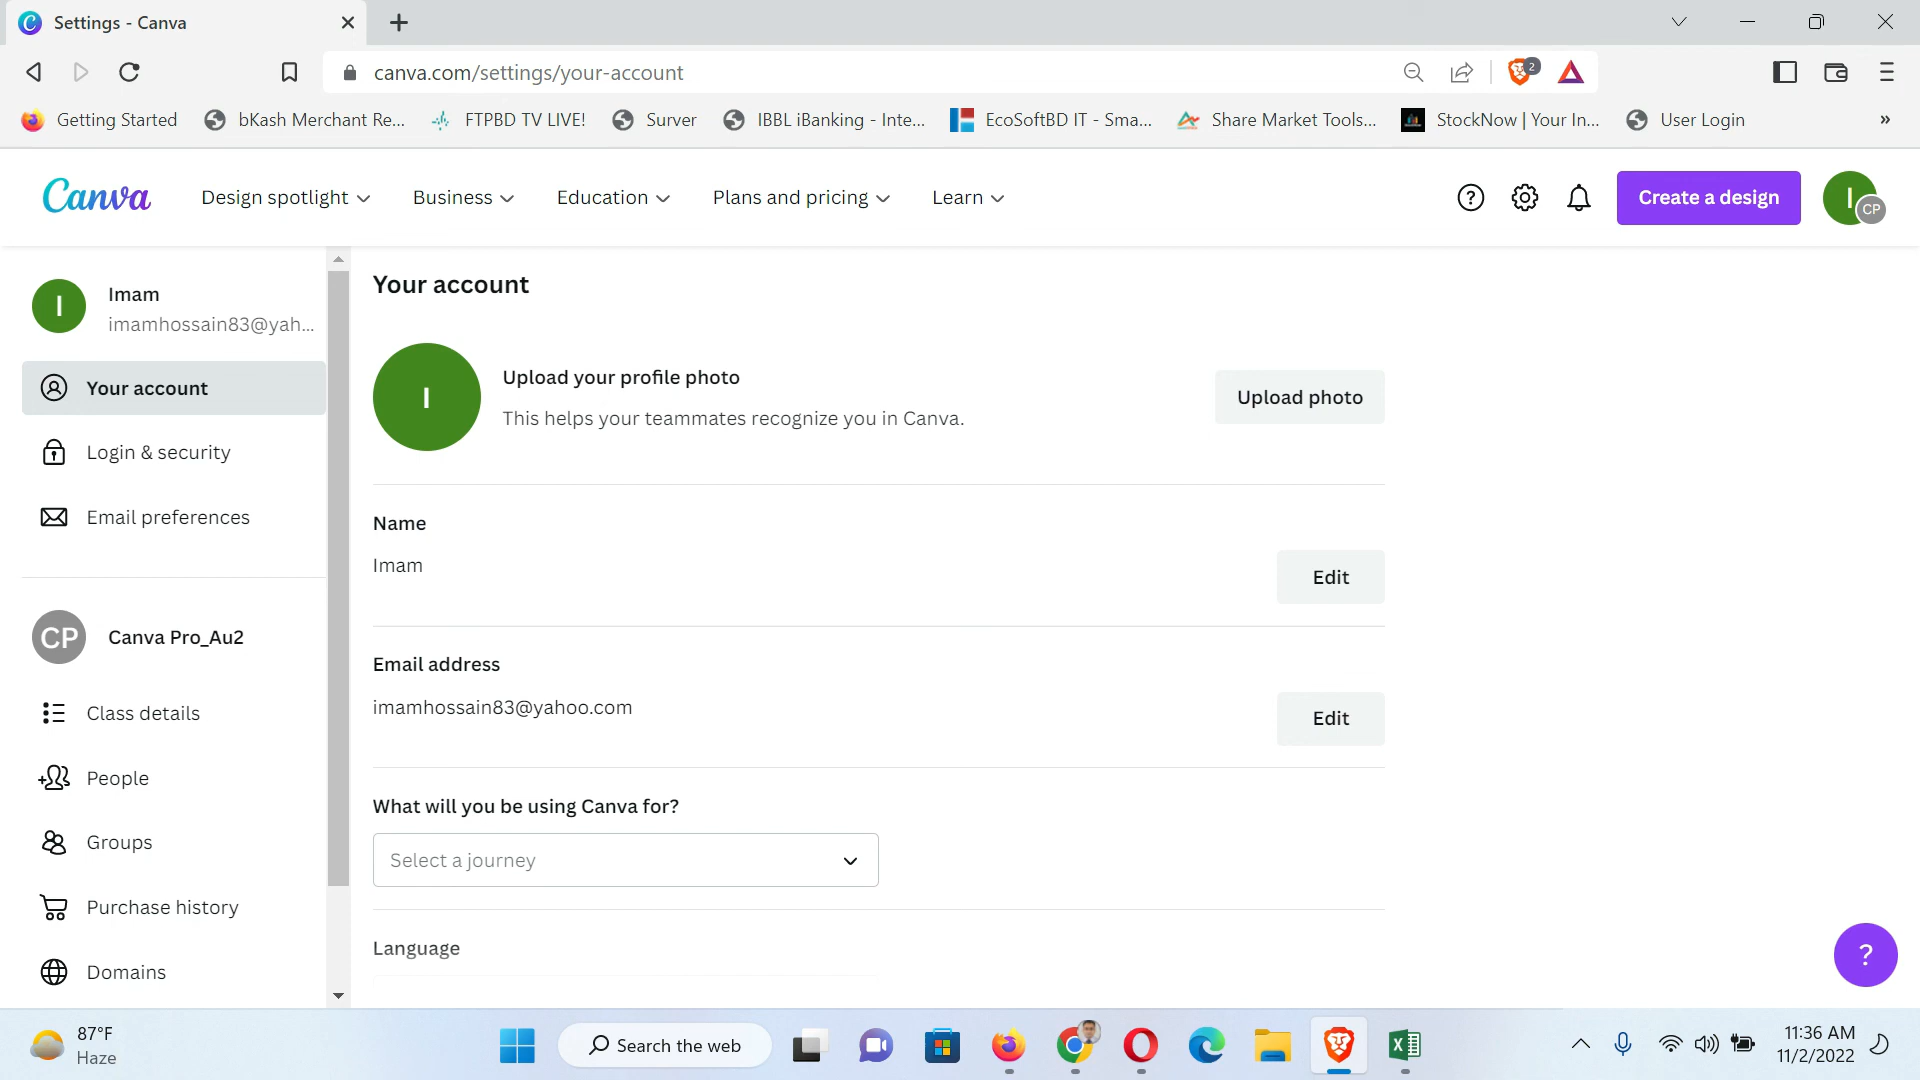 Settings - Canva
canva.com/settings/your-account
2
Getting Started
bKash Merchant Re...
FTPBD TV LIVE!
Surver
IBBL iBanking - Inte...
EcoSoftBD IT - Sma...
Share Market Tools...
StockNow | Your In...
User Login
»
Canva
Design spotlight
Business
Education
Plans and pricing
Learn
?
Create a design
I
CP
I
Imam
imamhossain83@yah...
Your account
Login & security
Email preferences
CP
Canva Pro_Au2
Class details
People
Groups
Purchase history
Domains
Your account
I
Upload your profile photo
This helps your teammates recognize you in Canva.
Upload photo
Name
Imam
Edit
Email address
imamhossain83@yahoo.com
Edit
What will you be using Canva for?
Select a journey
Language
?
87°F
Haze
Search the web
11:36 AM
11/2/2022